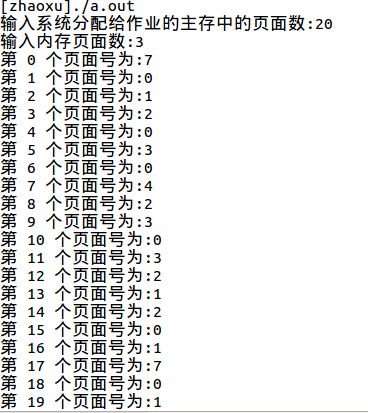 [zhaoxu]./a.out
输入系统分配给作业的主存中的页面数:20
输入内存页面数:3
第 0 个页面号为:7
第 1 个页面号为:0
第 2 个页面号为:1
第 3 个页面号为:2
第 4 个页面号为:0
第 5 个页面号为:3
第 6 个页面号为:0
第 7 个页面号为:4
第 8 个页面号为:2
第 9 个页面号为:3
第 10 个页面号为:0
第 11 个页面号为:3
第 12 个页面号为:2
第 13 个页面号为:1
第 14 个页面号为:2
第 15 个页面号为:0
第 16 个页面号为:1
第 17 个页面号为:7
第 18 个页面号为:0
第 19 个页面号为:1